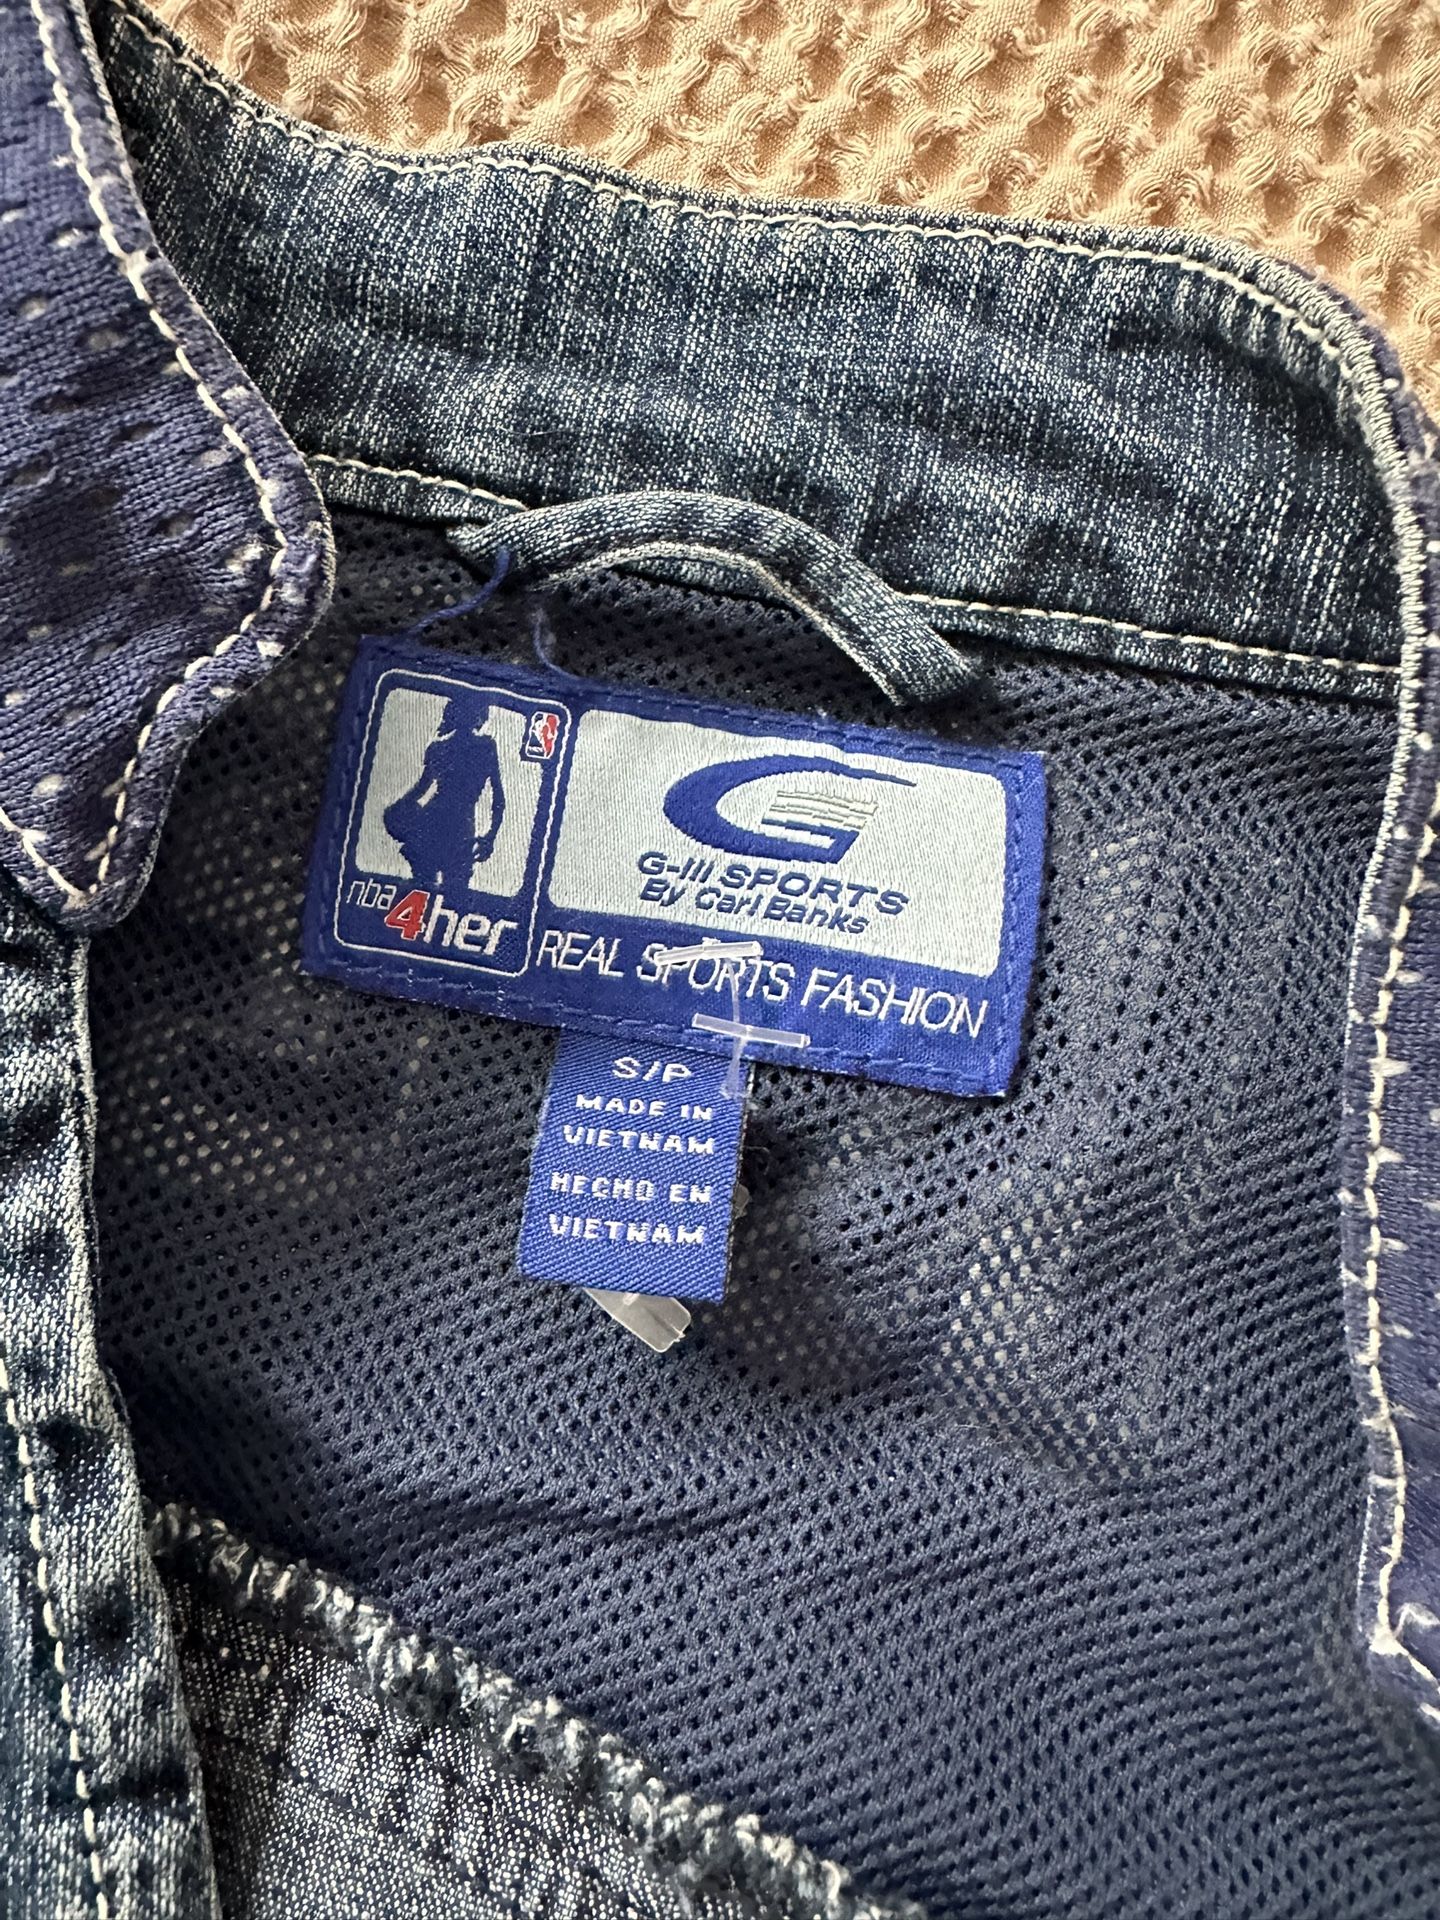 nba4her
G-III SPORTS
By Carl Banks
REAL SPORTS FASHION
S/P
MADE IN
VIETNAM
HECHO EN
VIETNAM